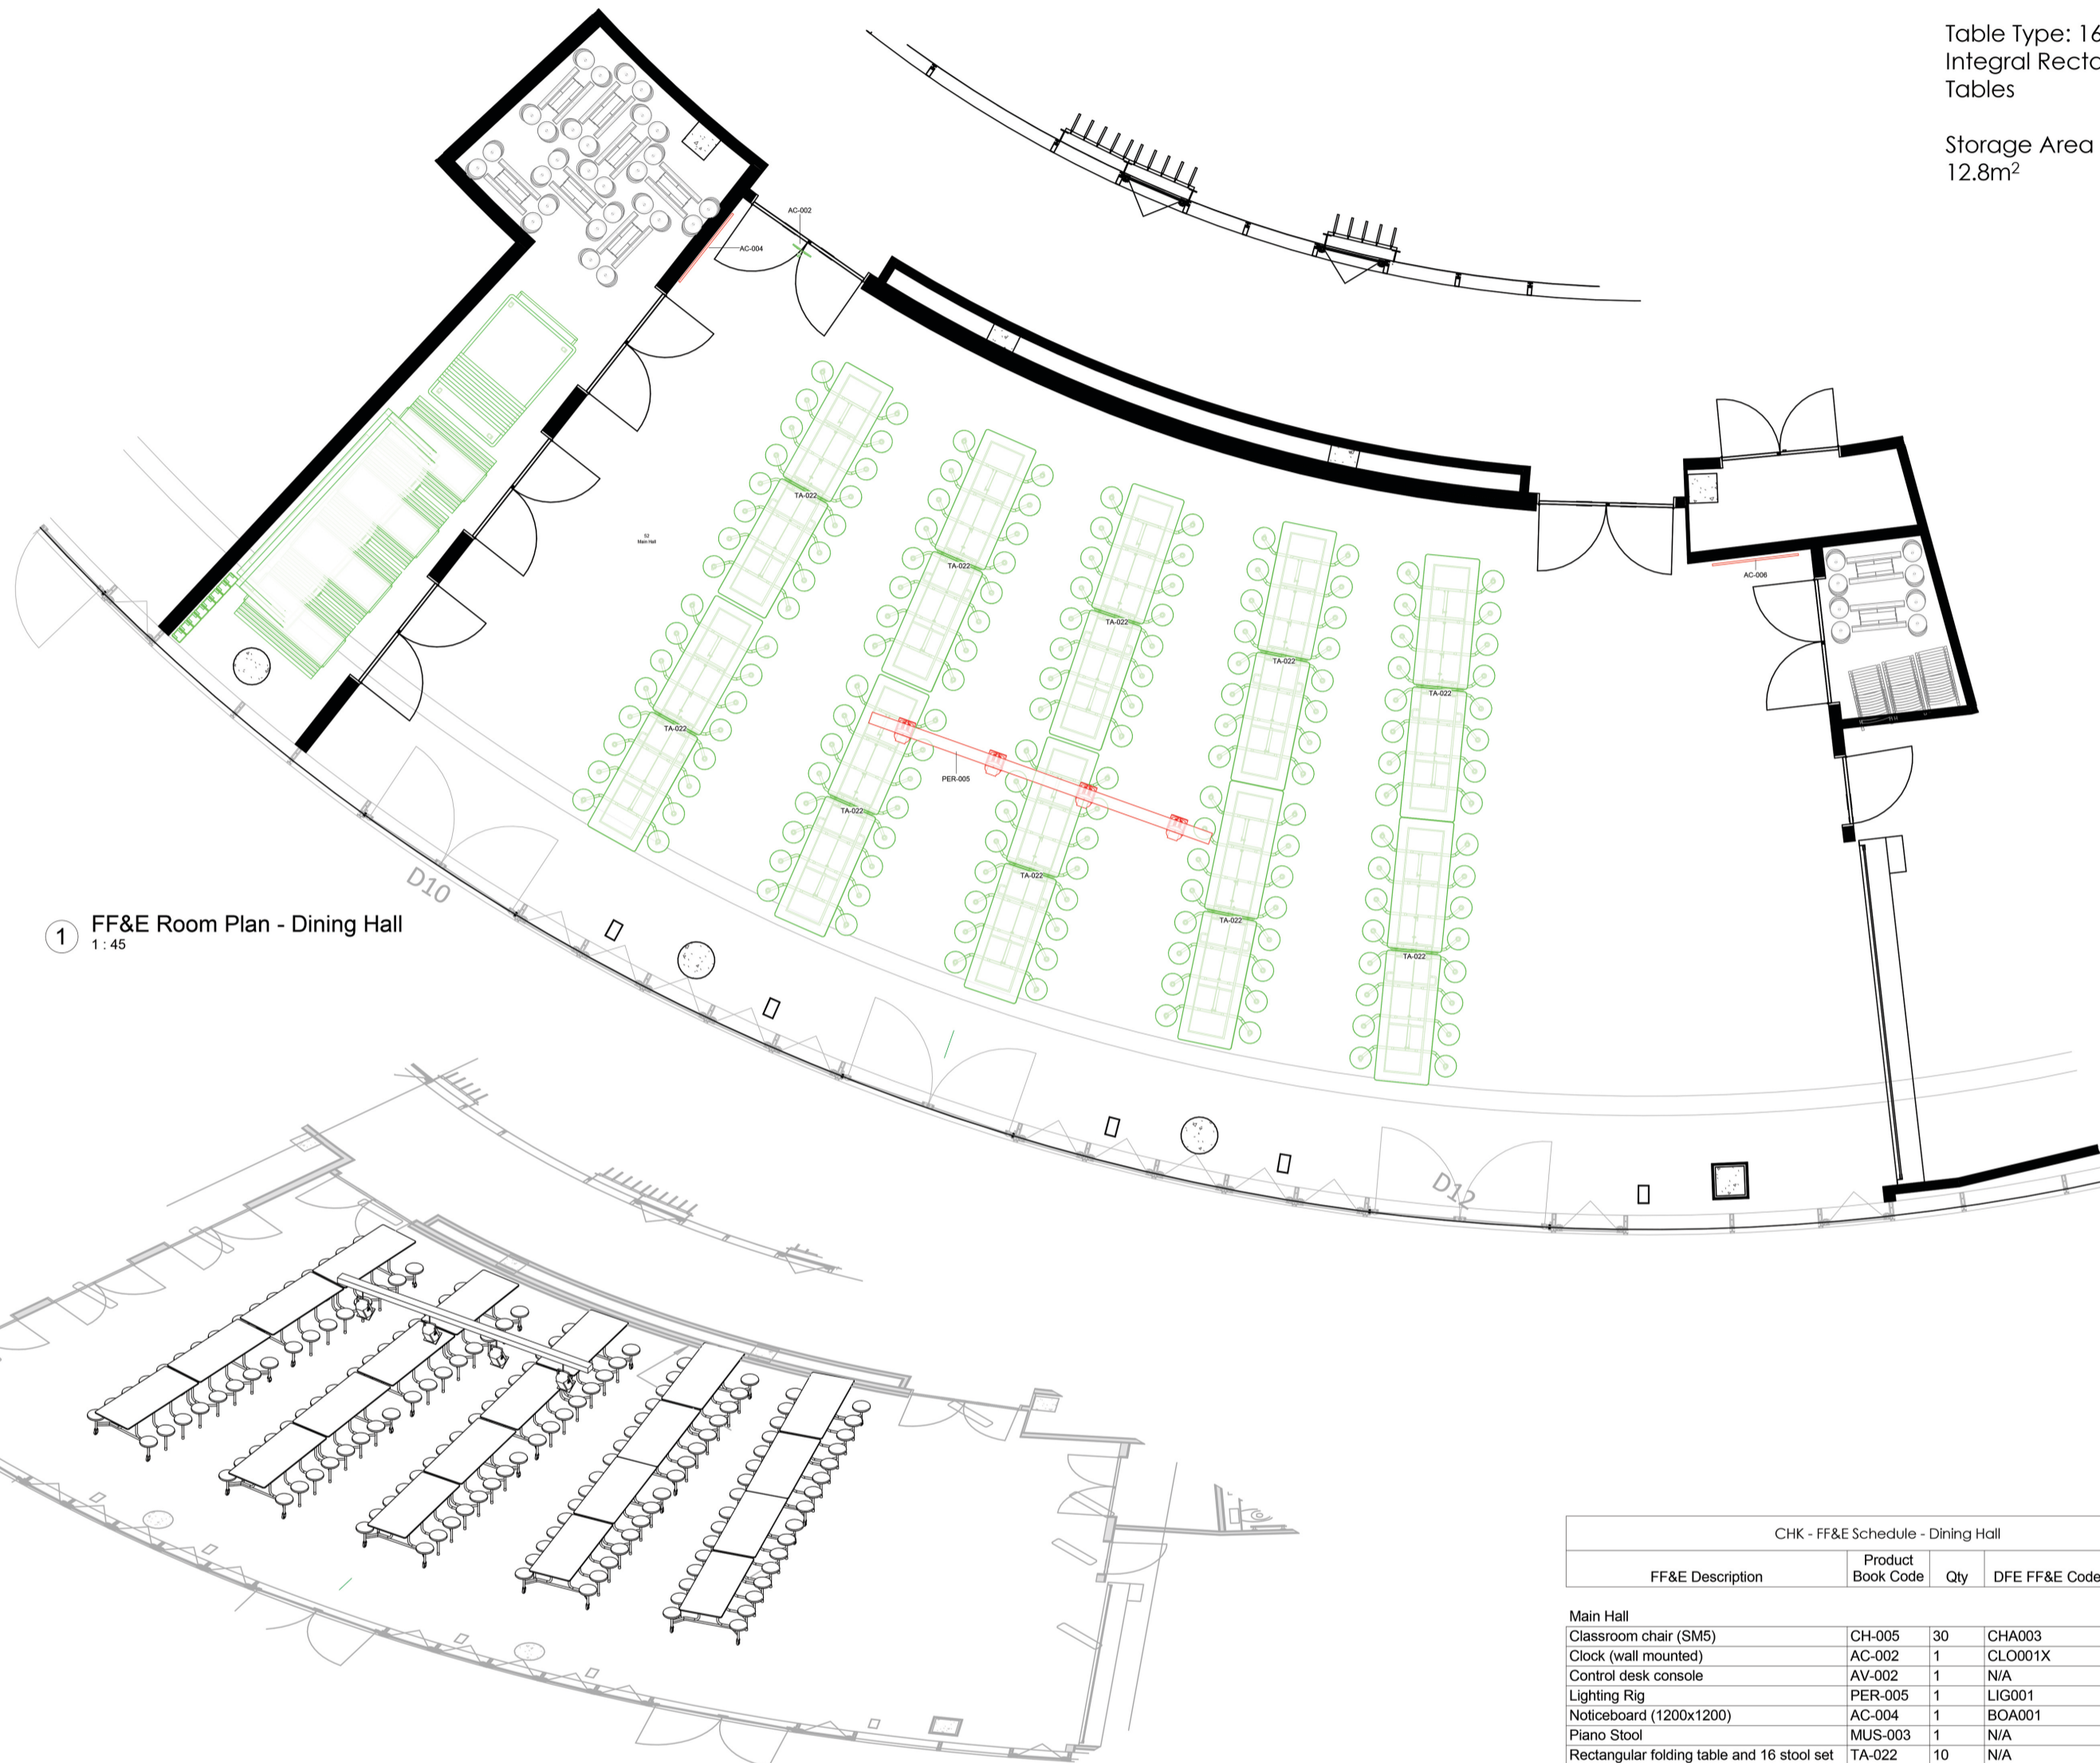 Table Type: 16
Integral Recta
Tables
Storage Area
12.8m²
AC-002
AC-004
52
Main Hall
TA-022
TA-022
TA-022
TA-022
TA-022
AC-006
TA-022
TA-022
TA-022
TA-022
TA-022
PER-005
D10
D12
1 FF&E Room Plan - Dining Hall
1 : 45
CHK - FF&E Schedule - Dining Hall
FF&E Description Product Book Code Qty DFE FF&E Code
Main Hall
Classroom chair (SM5) CH-005 30 CHA003
Clock (wall mounted) AC-002 1 CLO001X
Control desk console AV-002 1 N/A
Lighting Rig PER-005 1 LIG001
Noticeboard (1200x1200) AC-004 1 BOA001
Piano Stool MUS-003 1 N/A
Rectangular folding table and 16 stool set TA-022 10 N/A